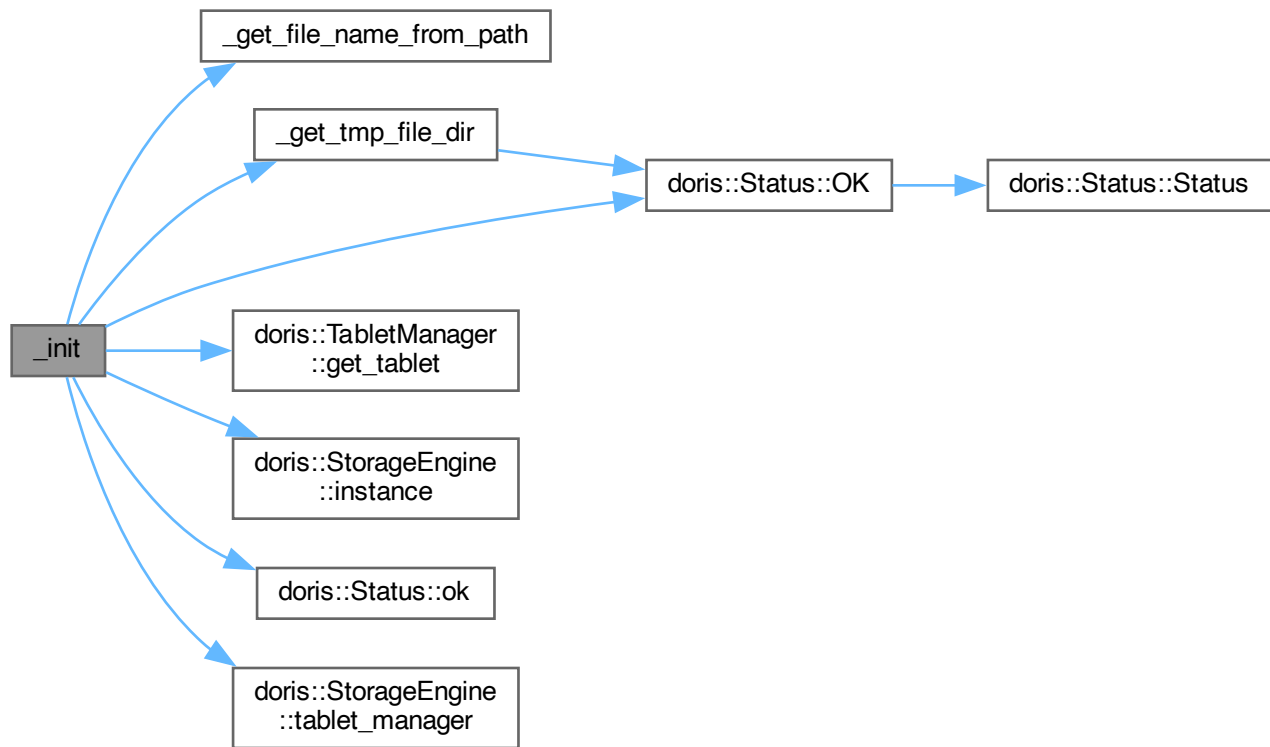 _get_file_name_from_path
_get_tmp_file_dir
doris::Status::OK
doris::Status::Status
_init
doris::TabletManager
::get_tablet
doris::StorageEngine
::instance
doris::Status::ok
doris::StorageEngine
::tablet_manager